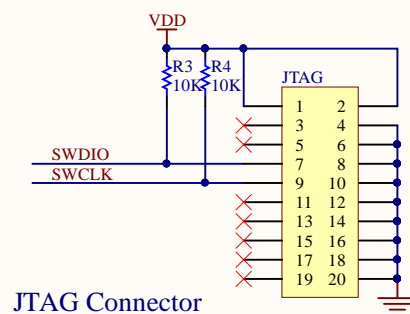 VDD
R3 R4
10K 10K
JTAG
1 2
3 4
5 6
SWDIO
7 8
SWCLK
9 10
11 12
13 14
15 16
17 18
19 20
JTAG Connector